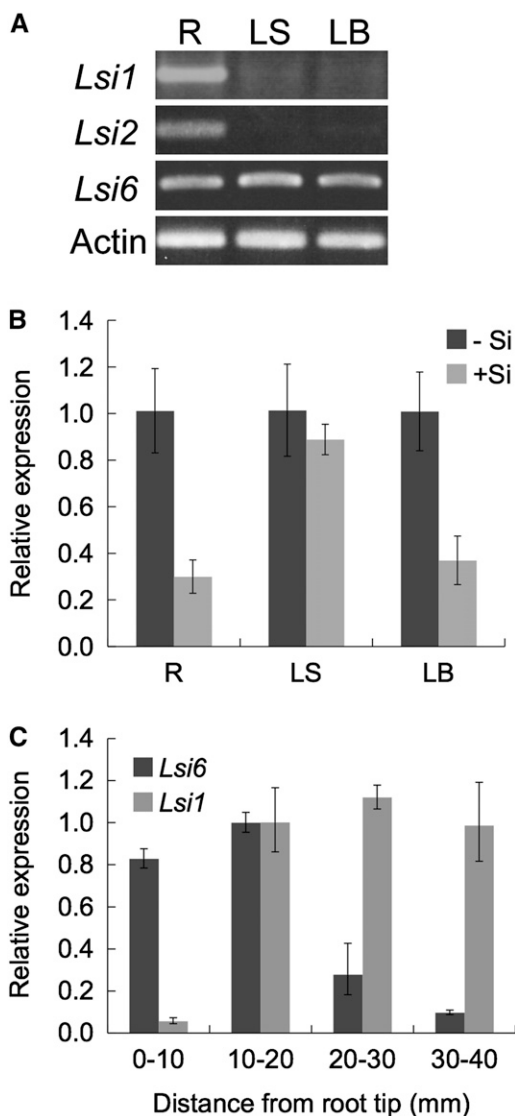 A
R LS LB
Lsi1
Lsi2
Lsi6
Actin
B
1.4
1.2
1.0
0.8
0.6
0.4
0.2
0.0
Relative expression
- Si
+Si
R LS LB
C
1.4
1.2
1.0
0.8
0.6
0.4
0.2
0.0
Relative expression
Lsi6
Lsi1
0-10 10-20 20-30 30-40
Distance from root tip (mm)